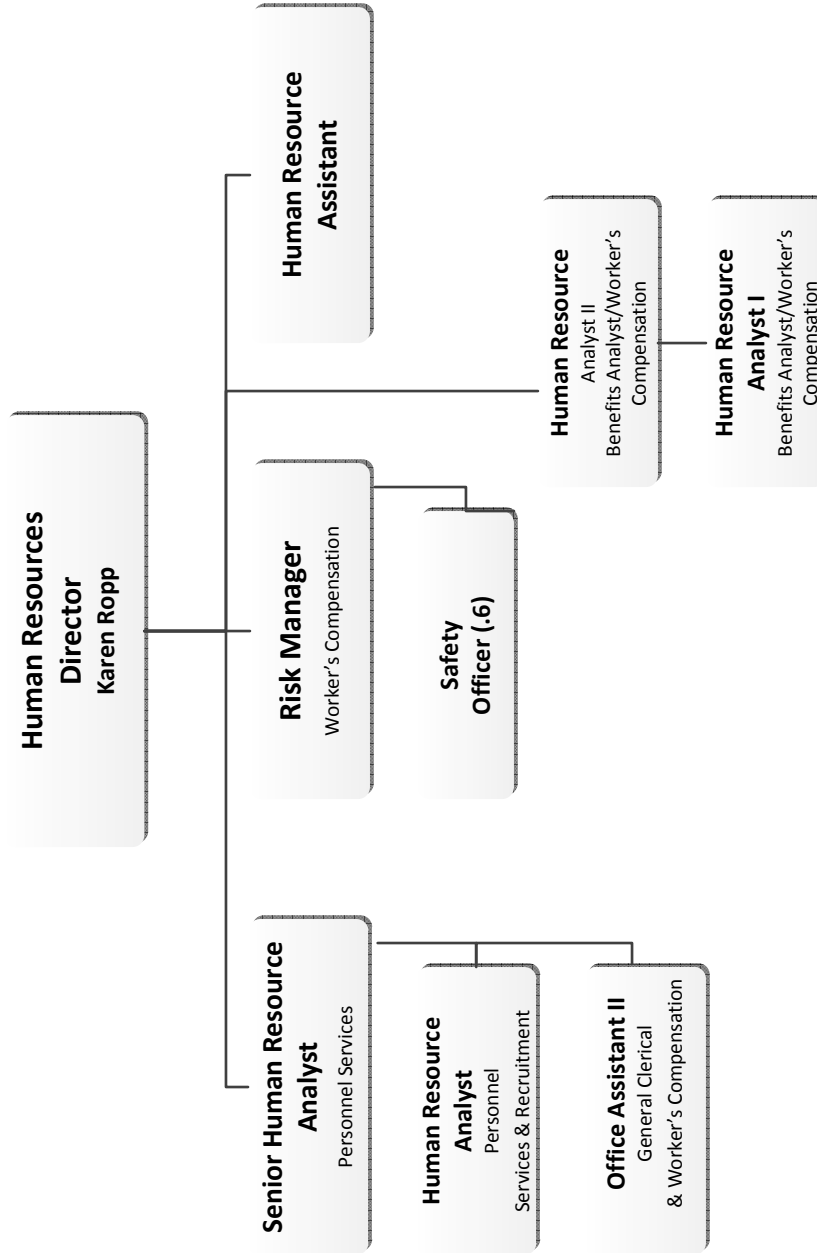 Human Resources
Director
Karen Ropp
Senior Human Resource
Analyst
Personnel Services
Human Resource
Analyst
Personnel
Services & Recruitment
Office Assistant II
General Clerical
& Worker's Compensation
Risk Manager
Worker's Compensation
Safety
Officer (.6)
Human Resource
Analyst II
Benefits Analyst/Worker's
Compensation
Human Resource
Analyst I
Benefits Analyst/Worker's
Compensation
Human Resource
Assistant